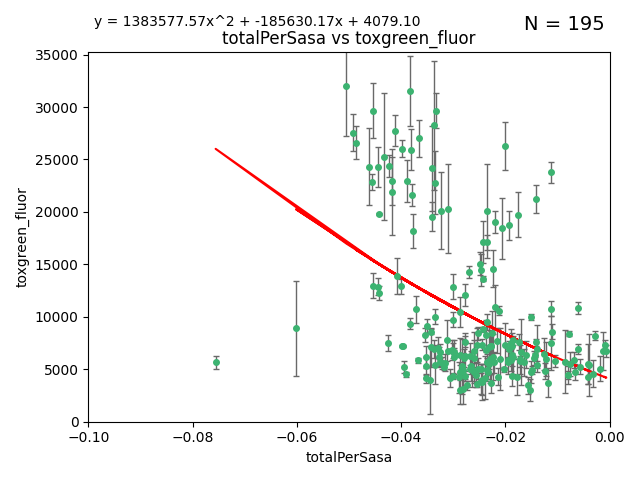 y = 1383577.57x^2 + -185630.17x + 4079.10
N = 195
totalPerSasa vs toxgreen_fluor
35000
30000
25000
20000
15000
10000
5000
0
toxgreen_fluor
−0.10 −0.08 −0.06 −0.04 −0.02 0.00
totalPerSasa